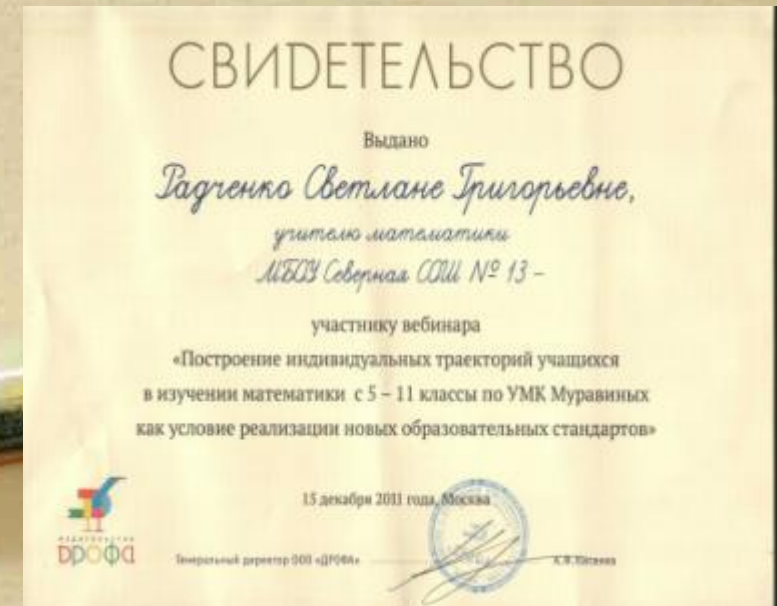 СВИДЕТЕЛЬСТВО
Выдано
Радченко Светлане Григорьевне,
учителю математики
МБОУ Северная СОШ № 13 –
участнику вебинара
«Построение индивидуальных траекторий учащихся
в изучении математики с 5 – 11 классы по УМК Муравиных
как условие реализации новых образовательных стандартов»
15 декабря 2011 года, Москва
ИЗДАТЕЛЬСТВО
дрофа
Генеральный директор ООО «ДРОФА»